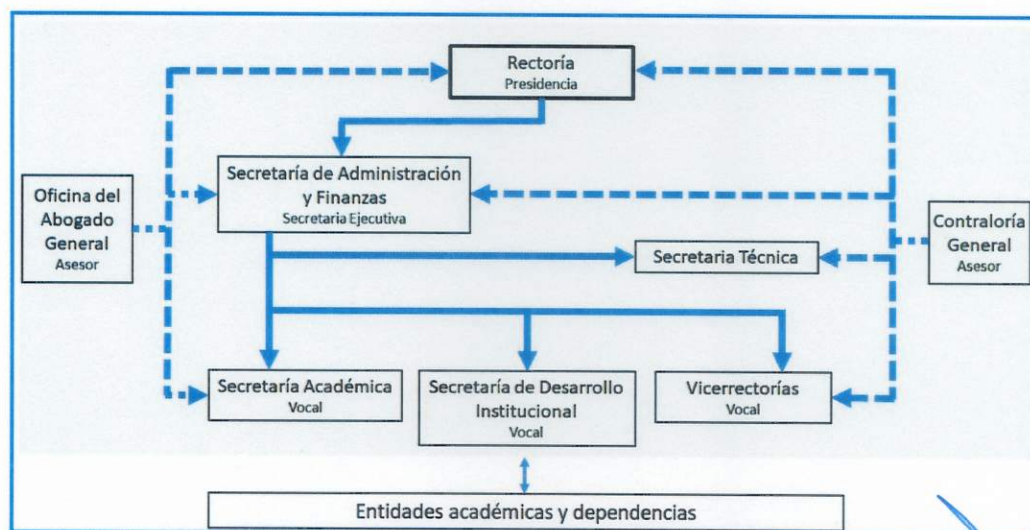 Rectoría
Presidencia
Secretaría de Administración
y Finanzas
Secretaria Ejecutiva
Oficina del
Abogado
General
Asesor
Contraloría
General
Asesor
Secretaria Técnica
Secretaría Académica
Vocal
Secretaría de Desarrollo
Institucional
Vocal
Vicerrectorías
Vocal
Entidades académicas y dependencias